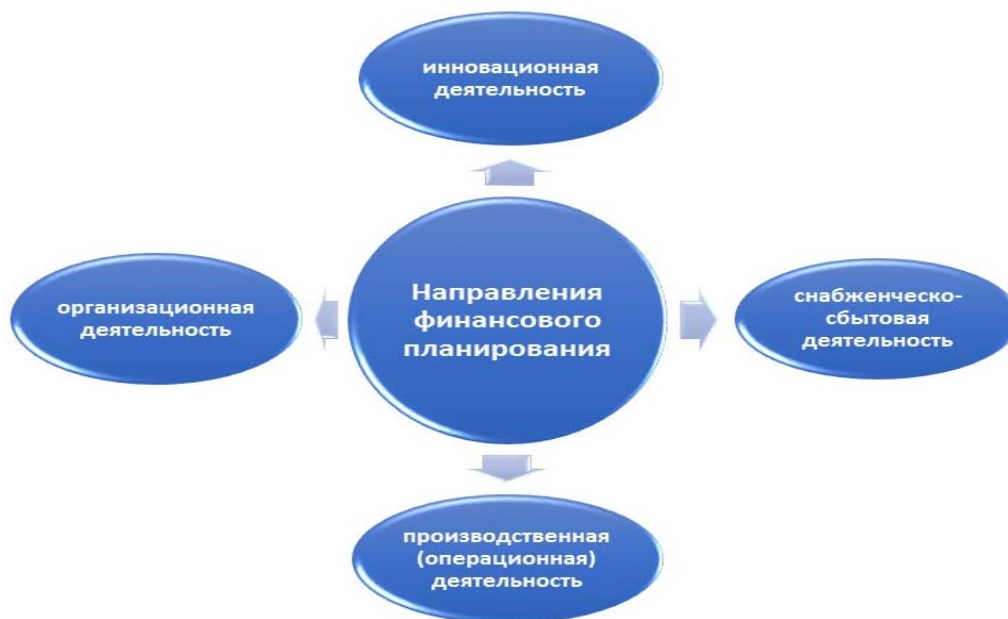 инновационная
деятельность
организационная
деятельность
Направления
финансового
планирования
снабженческо-
сбытовая
деятельность
производственная
(операционная)
деятельность